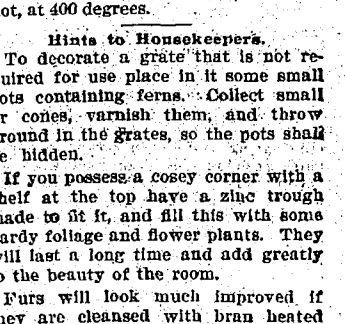 ot, at 400 degrees.
Hints to Housekeepers.
To decorate a grate that is not re-
uired for use place in it some small
ots containing ferns. Collect small
r cones, varnish them, and throw
round in the grates, so the pots shall
e hidden.
If you possess a cosey corner with a
helf at the top have a zinc trough
nade to fit it, and fill this with some
ardy foliage and flower plants. They
vill last a long time and add greatly
o the beauty of the room.
Furs will look much improved if
hey are cleansed with bran heated